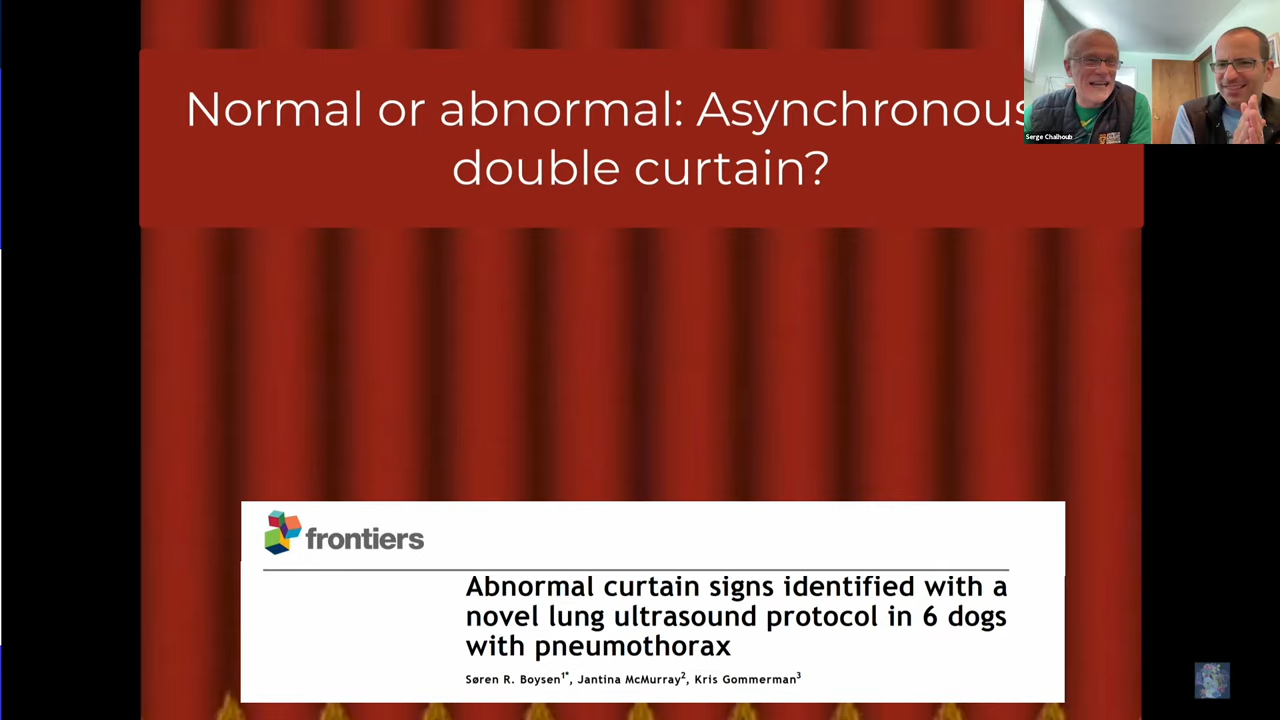 Normal or abnormal: Asynchronous
double curtain?
Serge Chalhoub
frontiers
Abnormal curtain signs identified with a
novel lung ultrasound protocol in 6 dogs
with pneumothorax
Søren R. Boysen1*, Jantina McMurray2, Kris Gommerman3